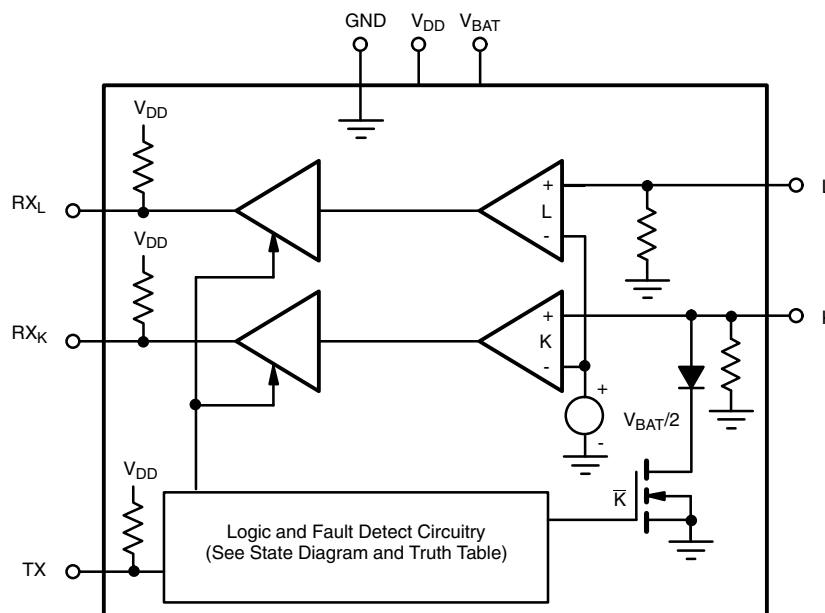 GND V_DD V_BAT
V_DD
RX_L
+
L
-
V_DD
RX_K
+
K
-
+
V_BAT/2
-
V_DD
K̅
Logic and Fault Detect Circuitry
(See State Diagram and Truth Table)
TX